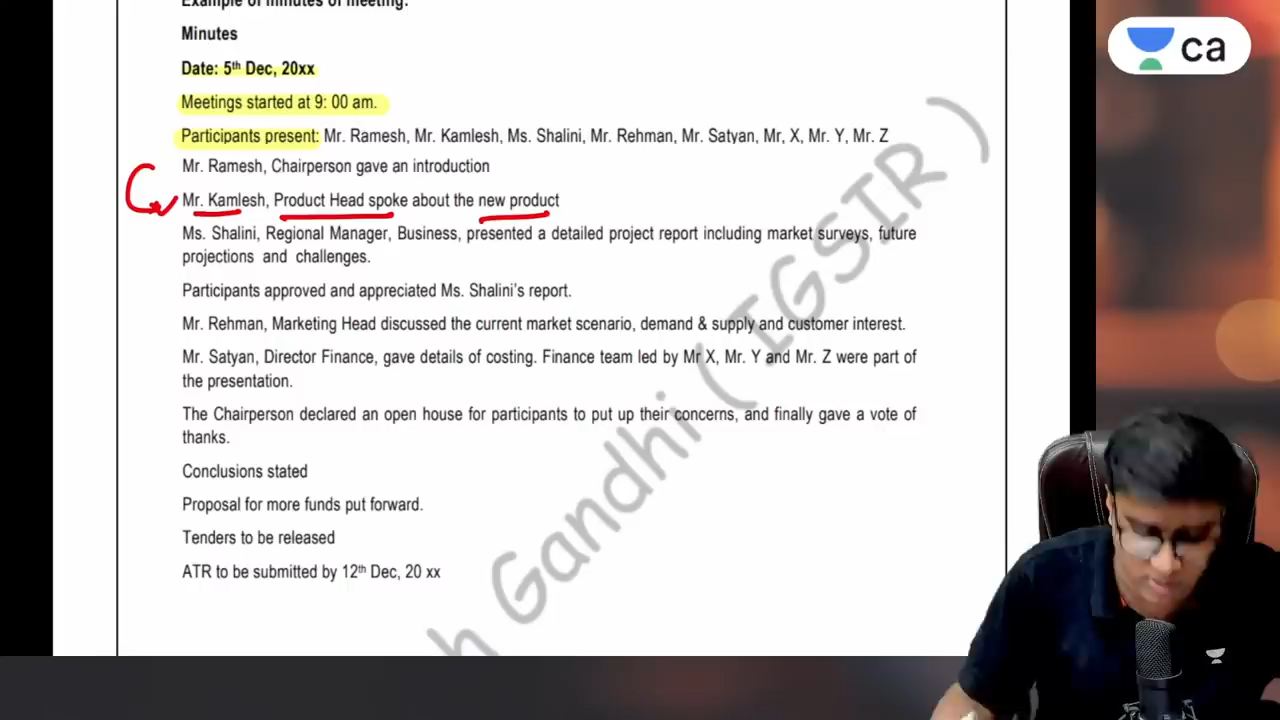 Example of minutes of meeting:
Minutes
Date: 5th Dec, 20xx
Meetings started at 9: 00 am.
Participants present: Mr. Ramesh, Mr. Kamlesh, Ms. Shalini, Mr. Rehman, Mr. Satyan, Mr, X, Mr. Y, Mr. Z
Mr. Ramesh, Chairperson gave an introduction
Mr. Kamlesh, Product Head spoke about the new product
Ms. Shalini, Regional Manager, Business, presented a detailed project report including market surveys, future
projections and challenges.
Participants approved and appreciated Ms. Shalini's report.
Mr. Rehman, Marketing Head discussed the current market scenario, demand & supply and customer interest.
Mr. Satyan, Director Finance, gave details of costing. Finance team led by Mr X, Mr. Y and Mr. Z were part of
the presentation.
The Chairperson declared an open house for participants to put up their concerns, and finally gave a vote of
thanks.
Conclusions stated
Proposal for more funds put forward.
Tenders to be released
ATR to be submitted by 12th Dec, 20 xx
h Gandhi ( IGSIR )
ca